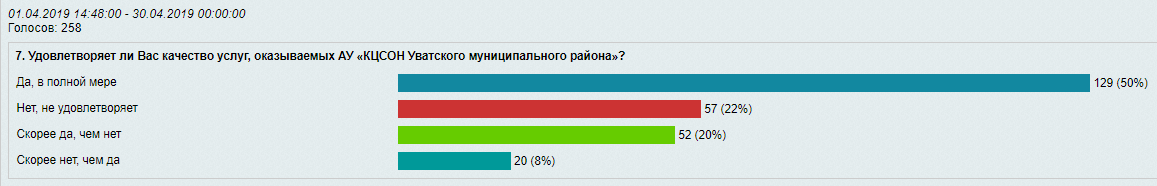 01.04.2019 14:48:00 - 30.04.2019 00:00:00
Голосов: 258
7. Удовлетворяет ли Вас качество услуг, оказываемых АУ «КЦСОН Уватского муниципального района»?
Да, в полной мере 129 (50%)
Нет, не удовлетворяет 57 (22%)
Скорее да, чем нет 52 (20%)
Скорее нет, чем да 20 (8%)